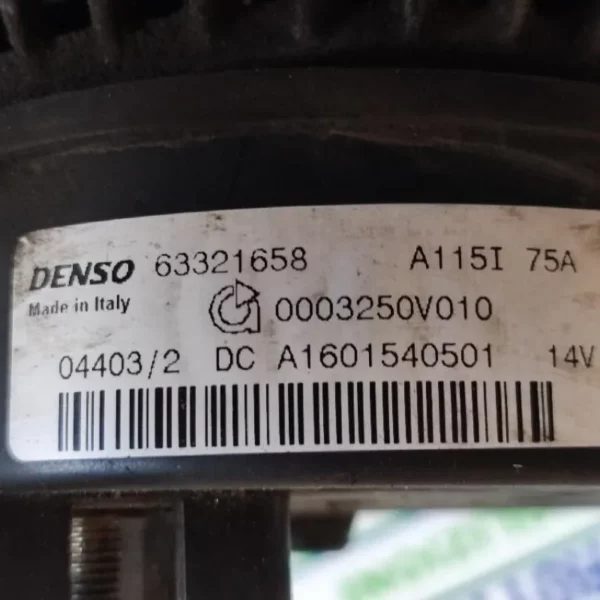 DENSO 63321658 A115I 75A
Made in Italy 0003250V010
04403/2 DC A1601540501 14V